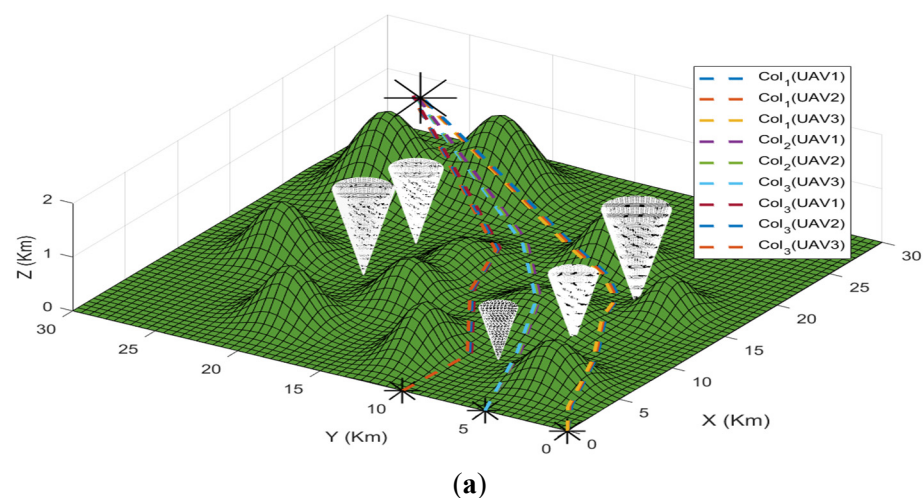 Col1(UAV1)
Col1(UAV2)
Col1(UAV3)
Col2(UAV1)
Col2(UAV2)
Col3(UAV3)
Col3(UAV1)
Col3(UAV2)
Col3(UAV3)
2
1
0
Z (Km)
30
25
20
15
10
5
0
Y (Km)
0
5
10
15
20
25
30
X (Km)
(a)